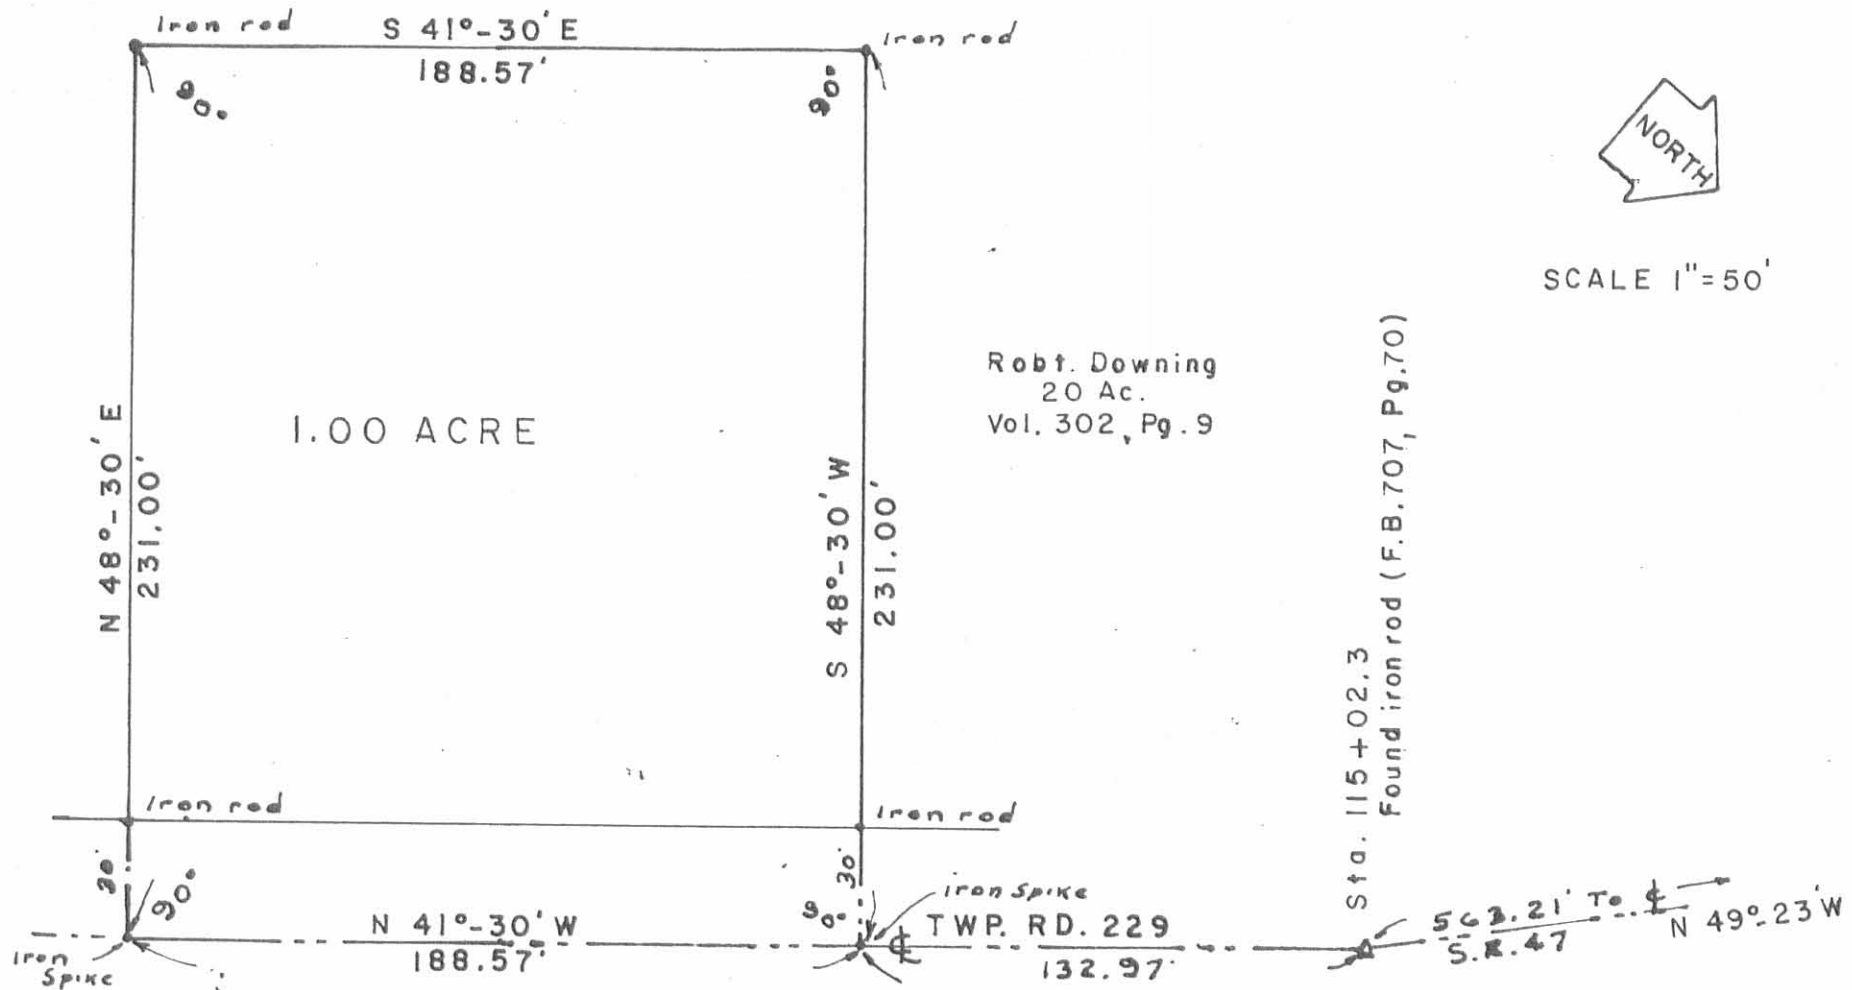 Iron rod
S 41°-30' E
188.57'
Iron rod
90°
90°
NORTH
SCALE 1"=50'
Robt. Downing
20 Ac.
Vol. 302, Pg. 9
1.00 ACRE
N 48°-30' E
231.00'
S 48°-30' W
231.00'
Sta. 115+02.3
Found iron rod (F.B.707, Pg.70)
Iron rod
Iron rod
30'
30'
90°
90°
iron Spike
N 41°-30' W
188.57'
TWP. RD. 229
132.97'
To ℄
S.R.47
N 49°-23' W
Iron
Spike